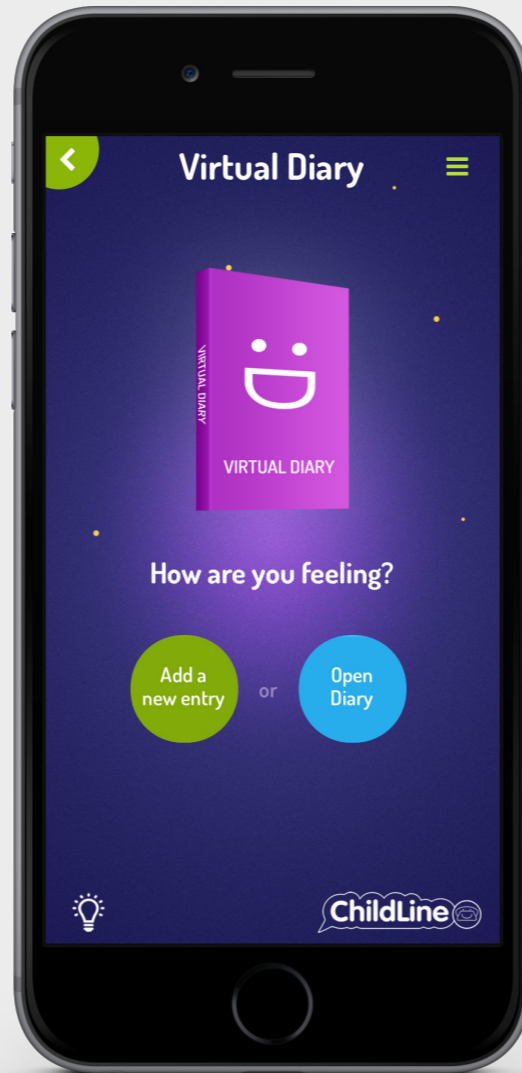 Virtual Diary
VIRTUAL DIARY
VIRTUAL DIARY
How are you feeling?
Add a
new entry
or
Open
Diary
ChildLine